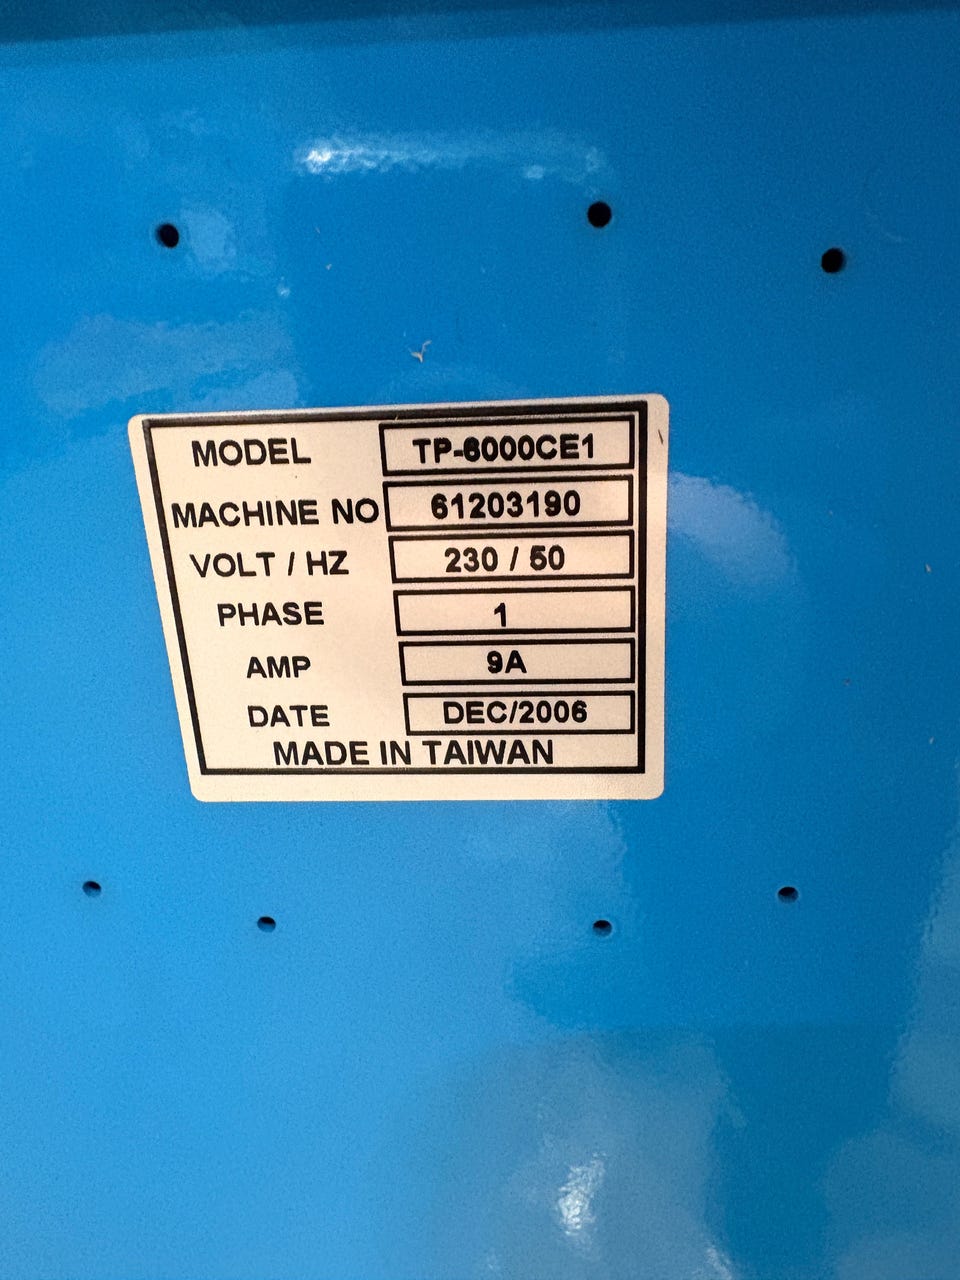 MODEL TP-6000CE1
MACHINE NO 61203190
VOLT / HZ 230 / 50
PHASE 1
AMP 9A
DATE DEC/2006
MADE IN TAIWAN